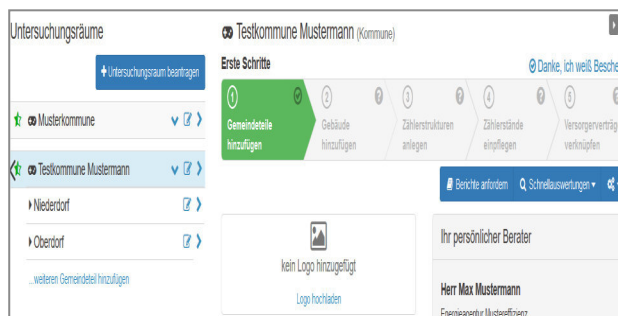 Untersuchungsräume
+ Untersuchungsraum beantragen
Musterkommune
Testkommune Mustermann
Niederdorf
Oberdorf
...weiteren Gemeindeteil hinzufügen
Testkommune Mustermann (Kommune)
Erste Schritte
Danke, ich weiß Besche
1
Gemeindeteile
hinzufügen
2
Gebäude
hinzufügen
3
Zählerstrukturen
anlegen
4
Zählerstände
einpflegen
5
Versorgerverträg
verknüpfen
Berichte anfordern
Schnellauswertungen
kein Logo hinzugefügt
Logo hochladen
Ihr persönlicher Berater
Herr Max Mustermann
Energieagentur Mustereffizienz